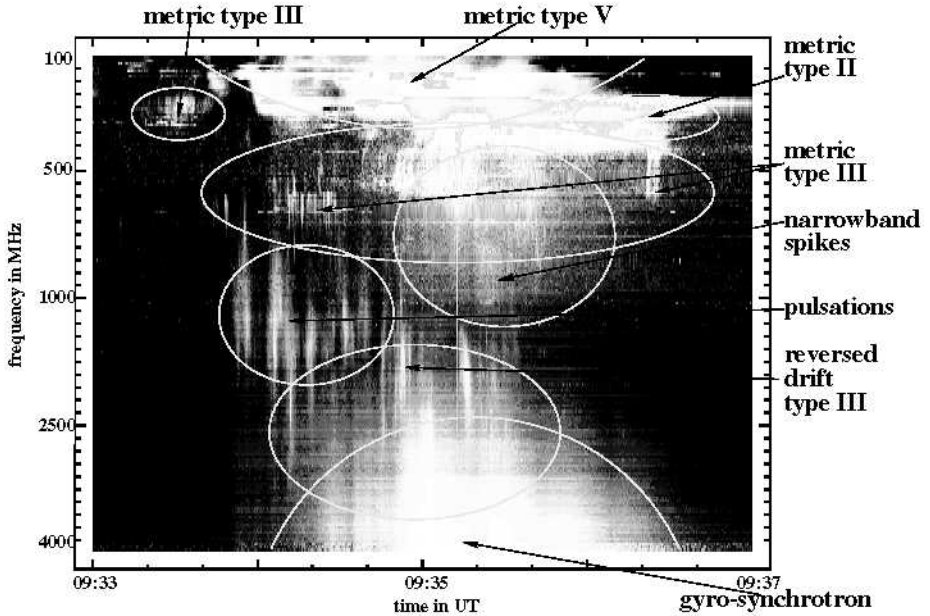 metric type III
metric type V
metric
type II
metric
type III
narrowband
spikes
pulsations
reversed
drift
type III
gyro-synchrotron
frequency in MHz
100
500
1000
2500
4000
09:33
09:35
09:37
time in UT